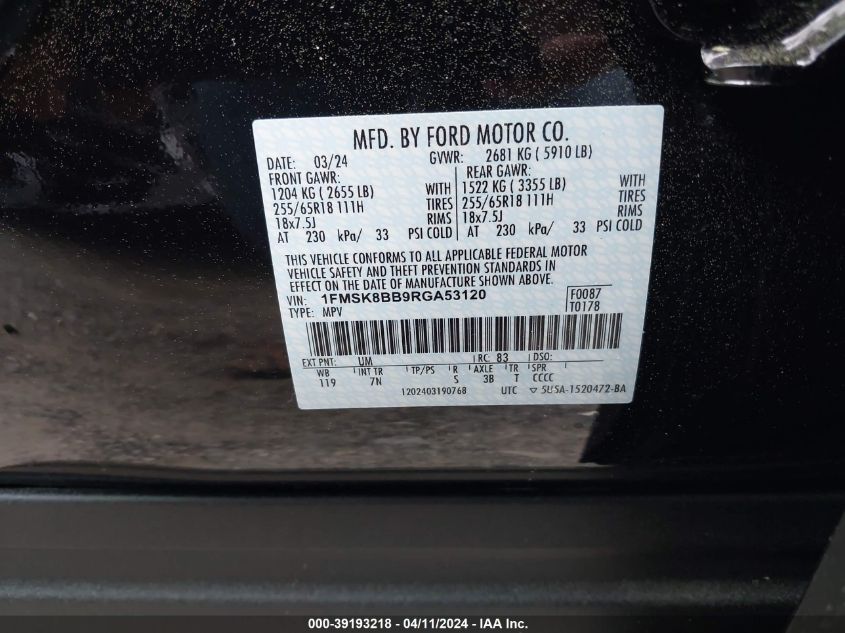 MFD. BY FORD MOTOR CO.
DATE: 03/24 GVWR: 2681 KG ( 5910 LB)
FRONT GAWR: REAR GAWR:
1204 KG ( 2655 LB) WITH 1522 KG ( 3355 LB) WITH
255/65R18 111H TIRES 255/65R18 111H TIRES
18x7.5J RIMS 18x7.5J RIMS
AT 230 kPa/ 33 PSI COLD AT 230 kPa/ 33 PSI COLD
THIS VEHICLE CONFORMS TO ALL APPLICABLE FEDERAL MOTOR
VEHICLE SAFETY AND THEFT PREVENTION STANDARDS IN
EFFECT ON THE DATE OF MANUFACTURE SHOWN ABOVE.
VIN: 1FMSK8BB9RGA53120 F0087
TYPE: MPV T0178
EXT PNT: UM RC: 83 DSO:
WB INT TR TP/PS R AXLE TR SPR
119 7N S 3B T CCCC
1202403190768 UTC ▽ 5U5A-1520472-BA
000-39193218 - 04/11/2024 - IAA Inc.